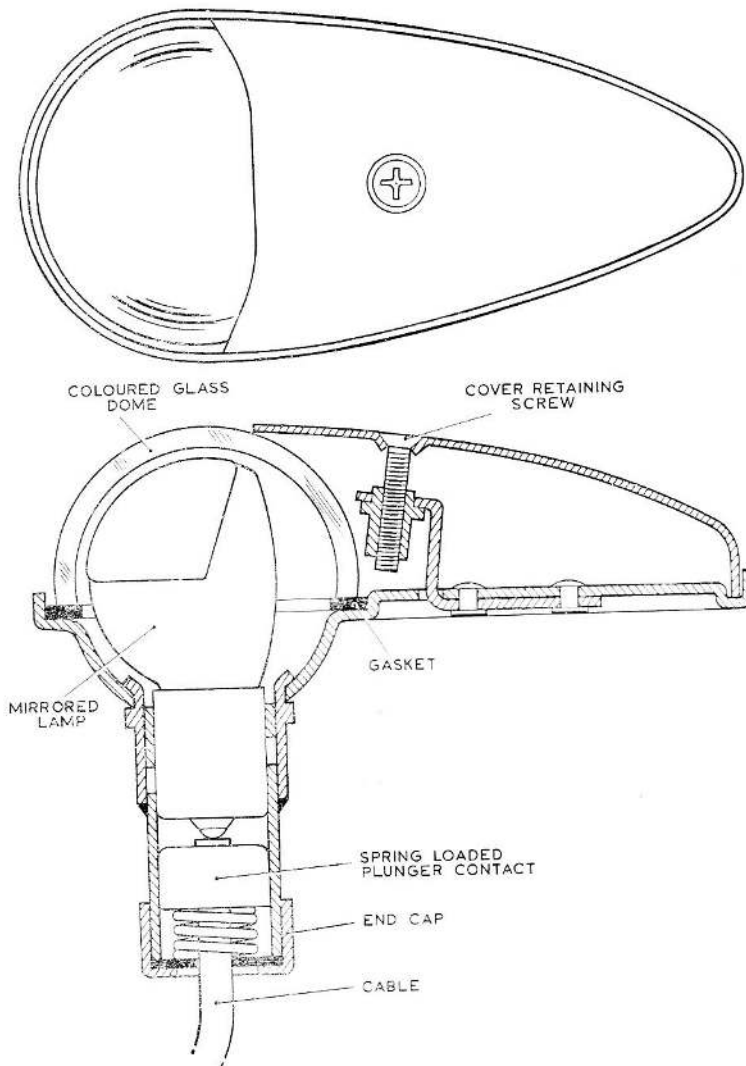 COLOURED GLASS
DOME
COVER RETAINING
SCREW
GASKET
MIRRORED
LAMP
SPRING LOADED
PLUNGER CONTACT
END CAP
CABLE